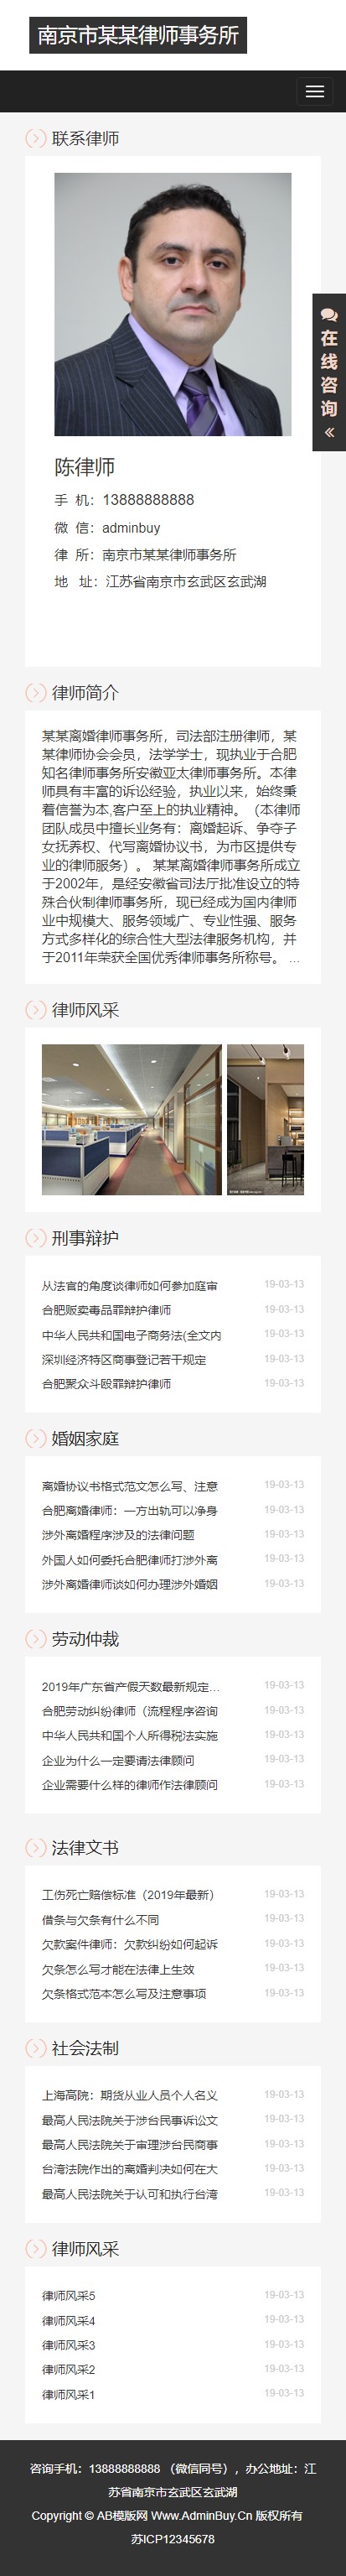 南京市某某律师事务所
联系律师
在线咨询
陈律师
手 机：13888888888
微 信：adminbuy
律 所：南京市某某律师事务所
地 址：江苏省南京市玄武区玄武湖
律师简介
某某离婚律师事务所，司法部注册律师，某
某律师协会会员，法学学士，现执业于合肥
知名律师事务所安徽亚太律师事务所。本律
师具有丰富的诉讼经验，执业以来，始终秉
着信誉为本,客户至上的执业精神。（本律师
团队成员中擅长业务有：离婚起诉、争夺子
女抚养权、代写离婚协议书，为市区提供专
业的律师服务）。 某某离婚律师事务所成立
于2002年，是经安徽省司法厅批准设立的特
殊合伙制律师事务所，现已经成为国内律师
业中规模大、服务领域广、专业性强、服务
方式多样化的综合性大型法律服务机构，并
于2011年荣获全国优秀律师事务所称号。 ...
律师风采
刑事辩护
从法官的角度谈律师如何参加庭审 19-03-13
合肥贩卖毒品罪辩护律师 19-03-13
中华人民共和国电子商务法(全文内 19-03-13
深圳经济特区商事登记若干规定 19-03-13
合肥聚众斗殴罪辩护律师 19-03-13
婚姻家庭
离婚协议书格式范文怎么写、注意 19-03-13
合肥离婚律师：一方出轨可以净身 19-03-13
涉外离婚程序涉及的法律问题 19-03-13
外国人如何委托合肥律师打涉外离 19-03-13
涉外离婚律师谈如何办理涉外婚姻 19-03-13
劳动仲裁
2019年广东省产假天数最新规定... 19-03-13
合肥劳动纠纷律师（流程程序咨询 19-03-13
中华人民共和国个人所得税法实施 19-03-13
企业为什么一定要请法律顾问 19-03-13
企业需要什么样的律师作法律顾问 19-03-13
法律文书
工伤死亡赔偿标准（2019年最新） 19-03-13
借条与欠条有什么不同 19-03-13
欠款案件律师：欠款纠纷如何起诉 19-03-13
欠条怎么写才能在法律上生效 19-03-13
欠条格式范本怎么写及注意事项 19-03-13
社会法制
上海高院：期货从业人员个人名义 19-03-13
最高人民法院关于涉台民事诉讼文 19-03-13
最高人民法院关于审理涉台民商事 19-03-13
台湾法院作出的离婚判决如何在大 19-03-13
最高人民法院关于认可和执行台湾 19-03-13
律师风采
律师风采5 19-03-13
律师风采4 19-03-13
律师风采3 19-03-13
律师风采2 19-03-13
律师风采1 19-03-13
咨询手机：13888888888 （微信同号），办公地址：江
苏省南京市玄武区玄武湖
Copyright © AB模版网 Www.AdminBuy.Cn 版权所有
苏ICP12345678